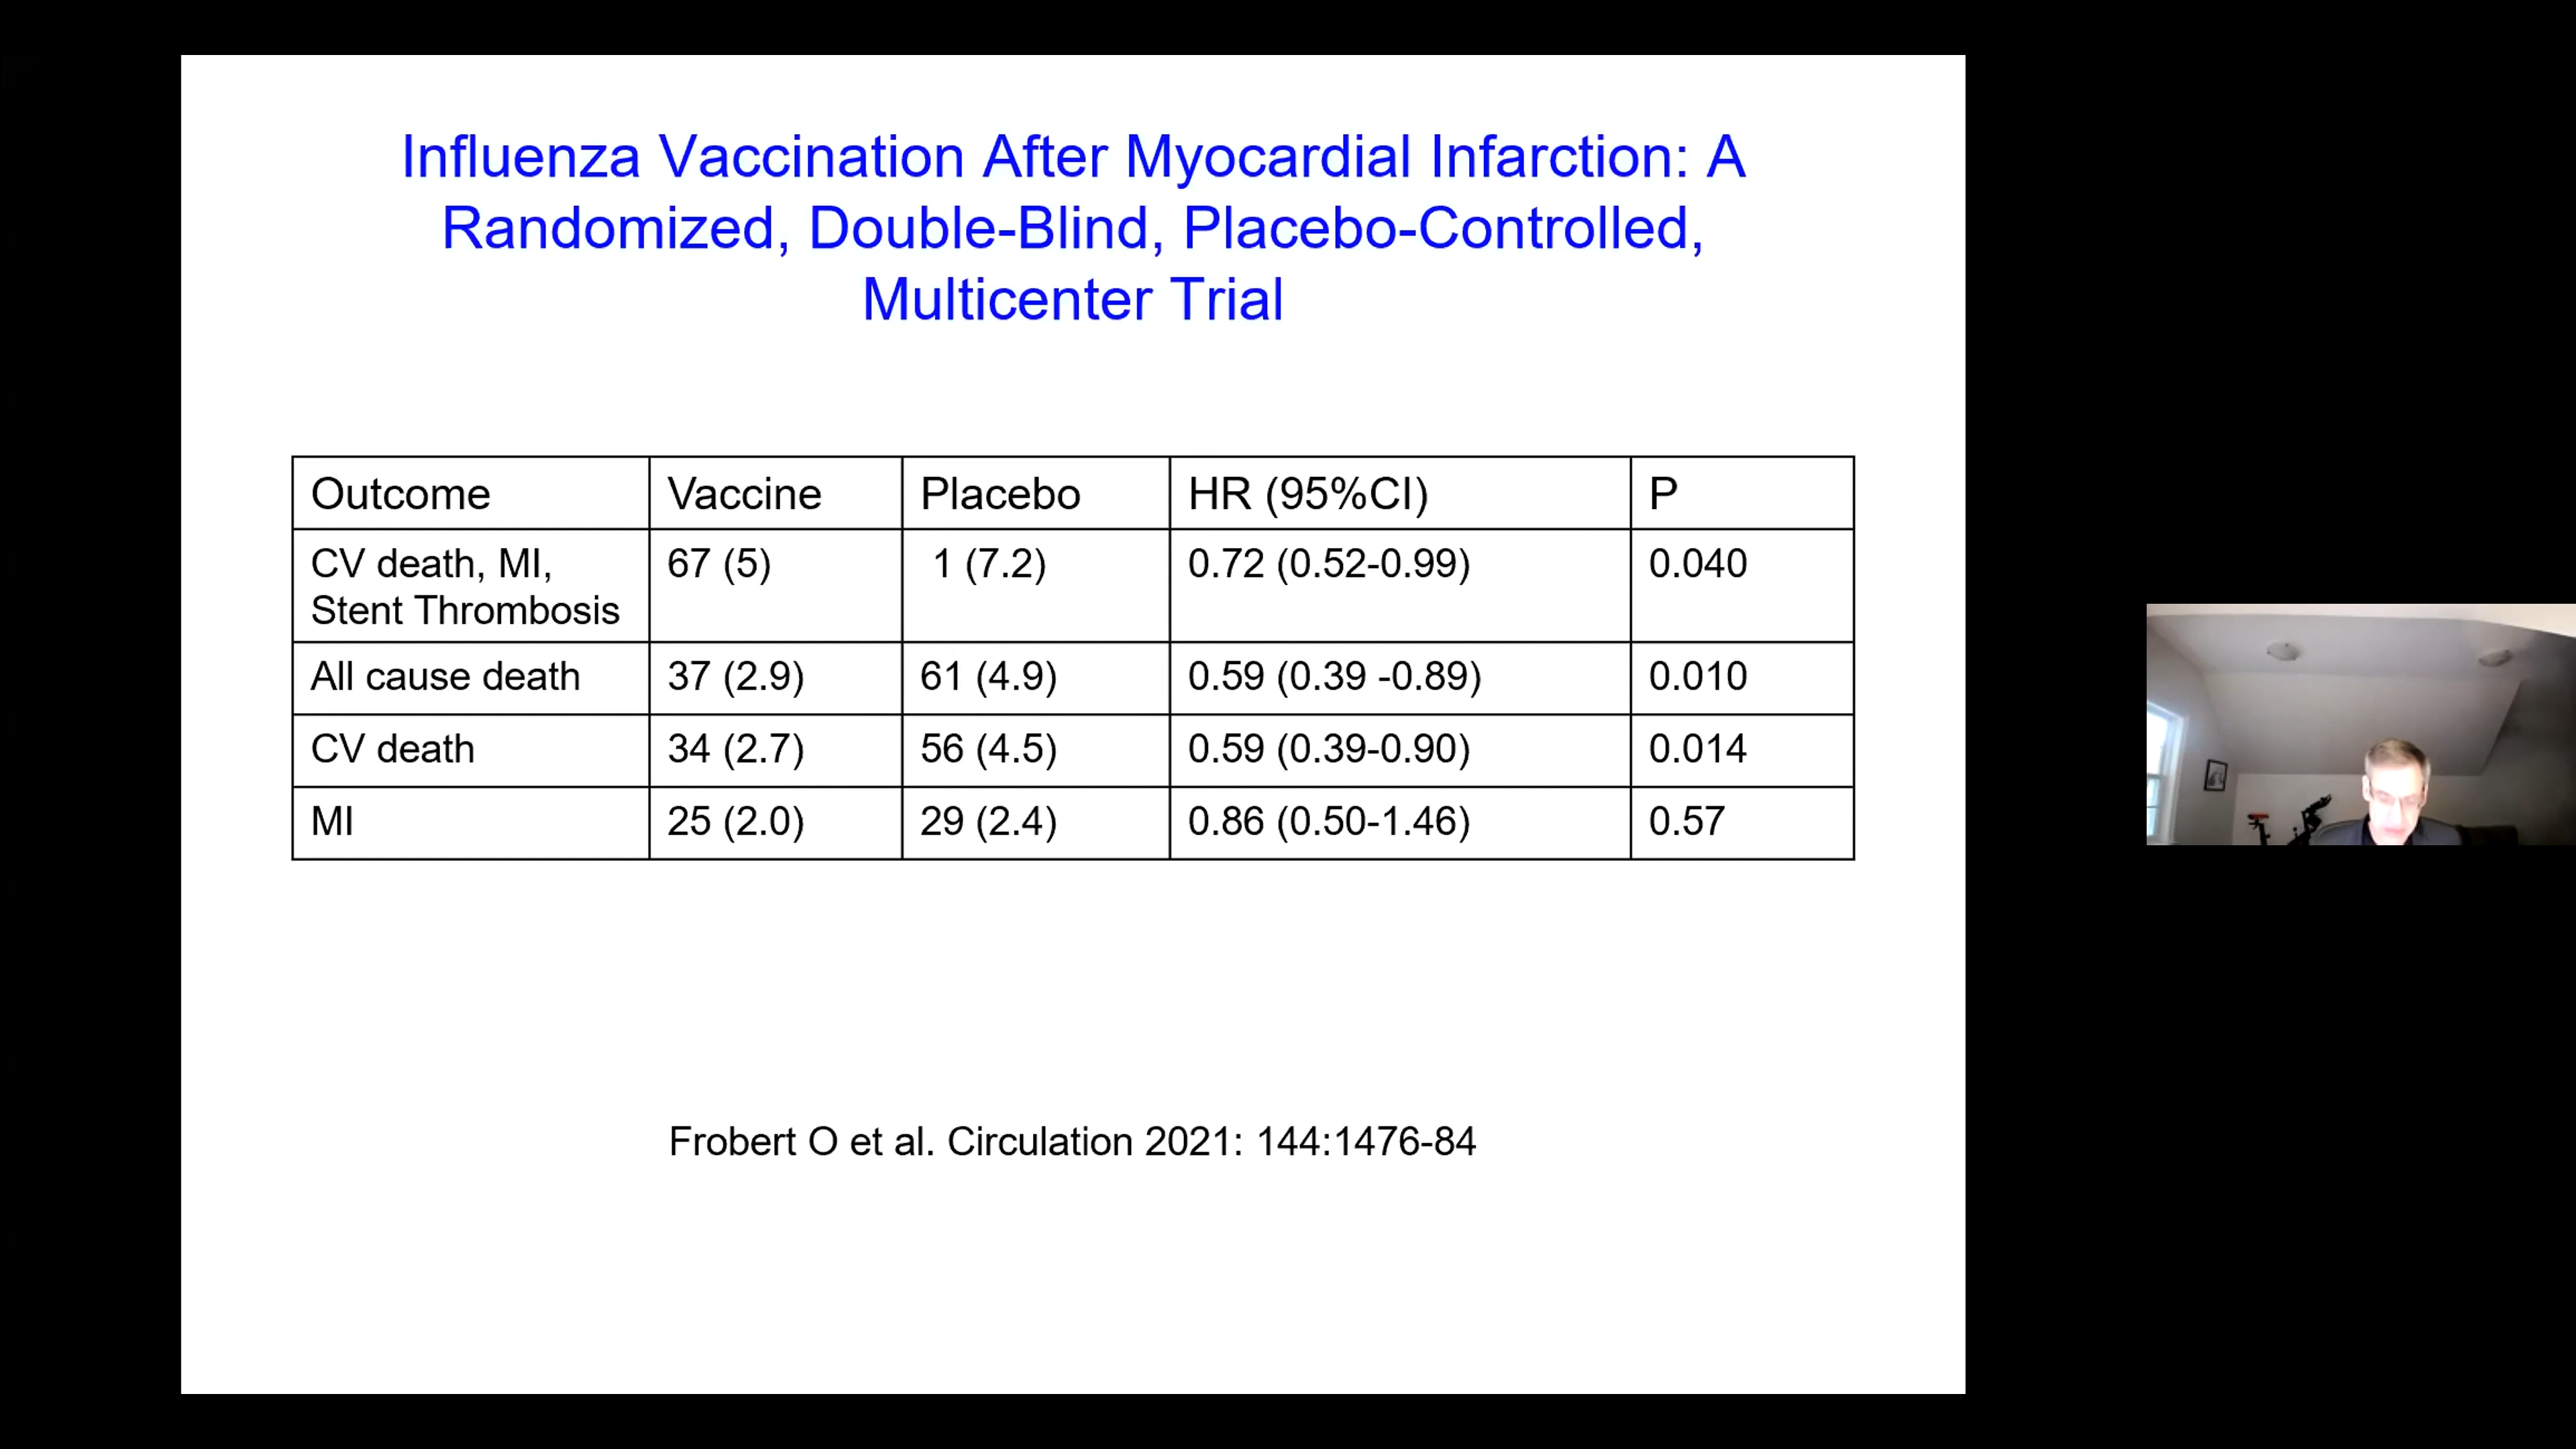 Influenza Vaccination After Myocardial Infarction: A
Randomized, Double-Blind, Placebo-Controlled,
Multicenter Trial
Outcome Vaccine Placebo HR (95%CI) P
CV death, MI, 67 (5) 1 (7.2) 0.72 (0.52-0.99) 0.040
Stent Thrombosis
All cause death 37 (2.9) 61 (4.9) 0.59 (0.39 -0.89) 0.010
CV death 34 (2.7) 56 (4.5) 0.59 (0.39-0.90) 0.014
MI 25 (2.0) 29 (2.4) 0.86 (0.50-1.46) 0.57
Frobert O et al. Circulation 2021: 144:1476-84